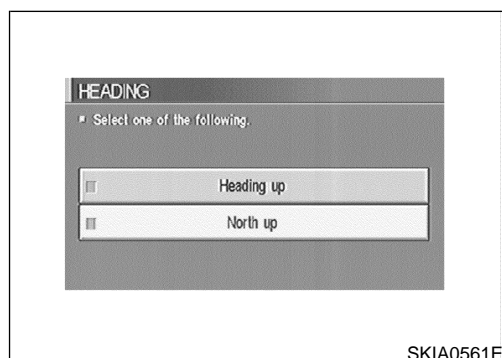 HEADING
Select one of the following.
Heading up
North up
SKIA0561E